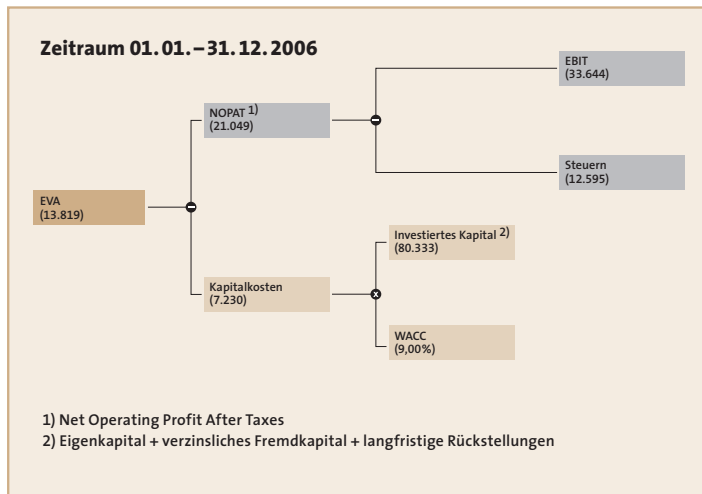 Zeitraum 01.01.–31.12.2006
EBIT
(33.644)
NOPAT 1)
(21.049)
Steuern
(12.595)
EVA
(13.819)
Investiertes Kapital 2)
(80.333)
Kapitalkosten
(7.230)
WACC
(9,00%)
1) Net Operating Profit After Taxes
2) Eigenkapital + verzinsliches Fremdkapital + langfristige Rückstellungen